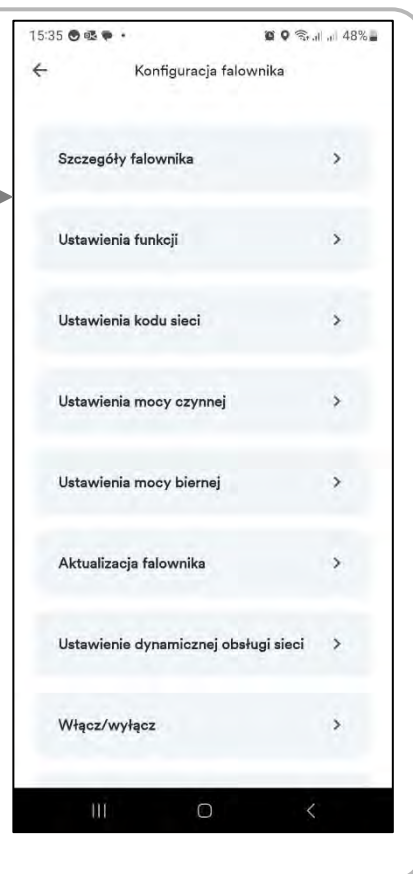 15:35 48%
Konfiguracja falownika
Szczegóły falownika
Ustawienia funkcji
Ustawienia kodu sieci
Ustawienia mocy czynnej
Ustawienia mocy biernej
Aktualizacja falownika
Ustawienie dynamicznej obsługi sieci
Włącz/wyłącz